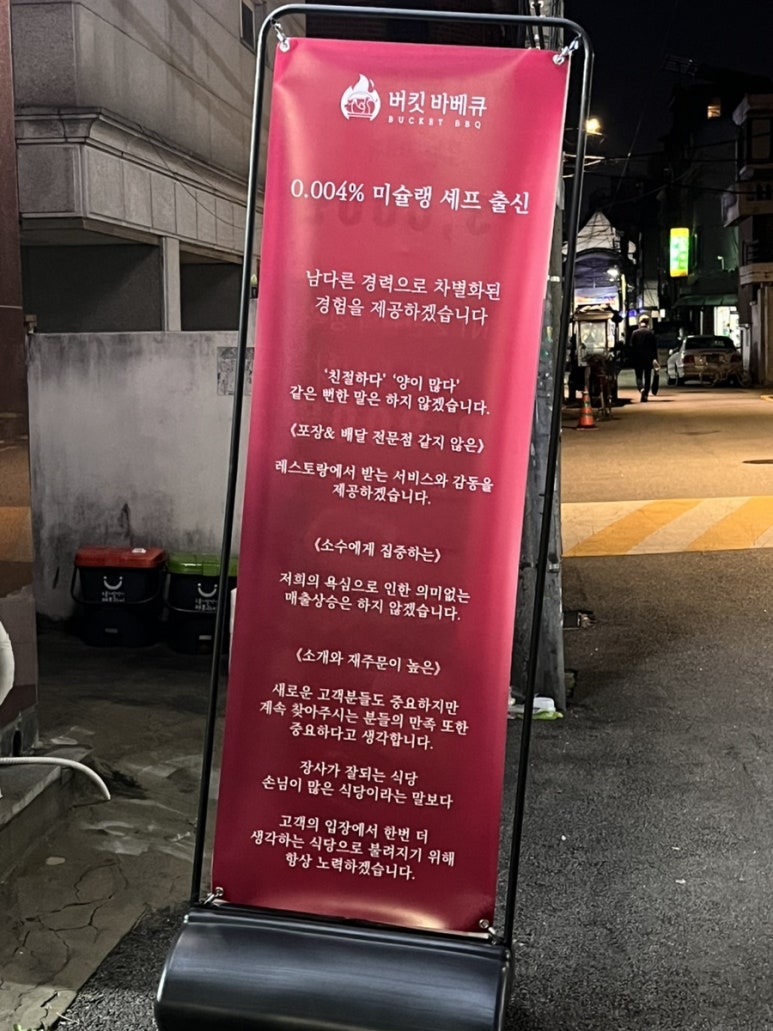 버킷 바베큐
BUCKET BBQ
0.004% 미슐랭 셰프 출신
남다른 경력으로 차별화된
경험을 제공하겠습니다
‘친절하다’ ‘양이 많다’
같은 뻔한 말은 하지 않겠습니다.
《포장& 배달 전문점 같지 않은》
레스토랑에서 받는 서비스와 감동을
제공하겠습니다.
《소수에게 집중하는》
저희의 욕심으로 인한 의미없는
매출상승은 하지 않겠습니다.
《소개와 재주문이 높은》
새로운 고객분들도 중요하지만
계속 찾아주시는 분들의 만족 또한
중요하다고 생각합니다.
장사가 잘되는 식당
손님이 많은 식당이라는 말보다
고객의 입장에서 한번 더
생각하는 식당으로 불려지기 위해
항상 노력하겠습니다.